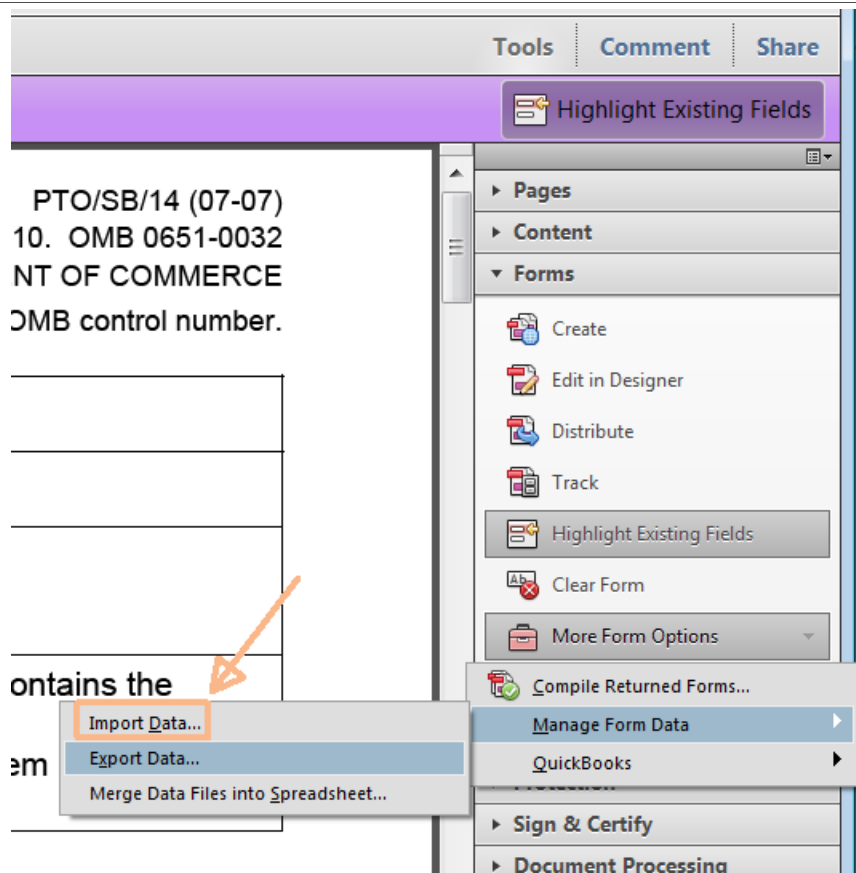 Tools Comment Share
Highlight Existing Fields
PTO/SB/14 (07-07)
10. OMB 0651-0032
NT OF COMMERCE
OMB control number.
ontains the
em
Pages
Content
Forms
Create
Edit in Designer
Distribute
Track
Highlight Existing Fields
Clear Form
More Form Options
Compile Returned Forms...
Manage Form Data
QuickBooks
Import Data...
Export Data...
Merge Data Files into Spreadsheet...
Protection
Sign & Certify
Document Processing